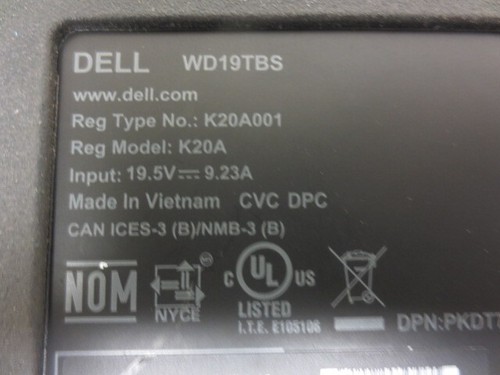 DELL WD19TBS
www.dell.com
Reg Type No.: K20A001
Reg Model: K20A
Input: 19.5V⎓9.23A
Made In Vietnam CVC DPC
CAN ICES-3 (B)/NMB-3 (B)
NOM
NYCE
C UL US
LISTED
I.T.E. E105106